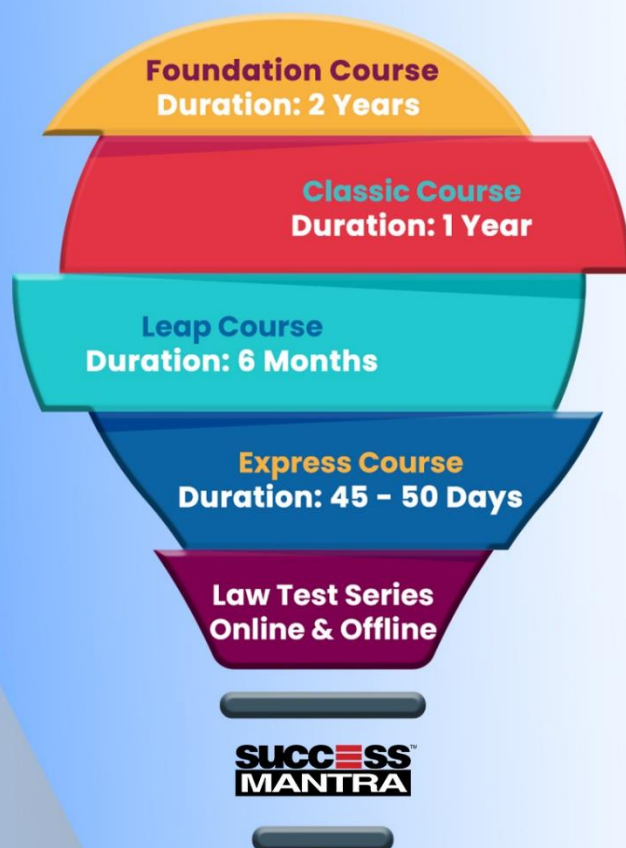 Foundation Course
Duration: 2 Years
Classic Course
Duration: 1 Year
Leap Course
Duration: 6 Months
Express Course
Duration: 45 - 50 Days
Law Test Series
Online & Offline
SUCCESS™
MANTRA